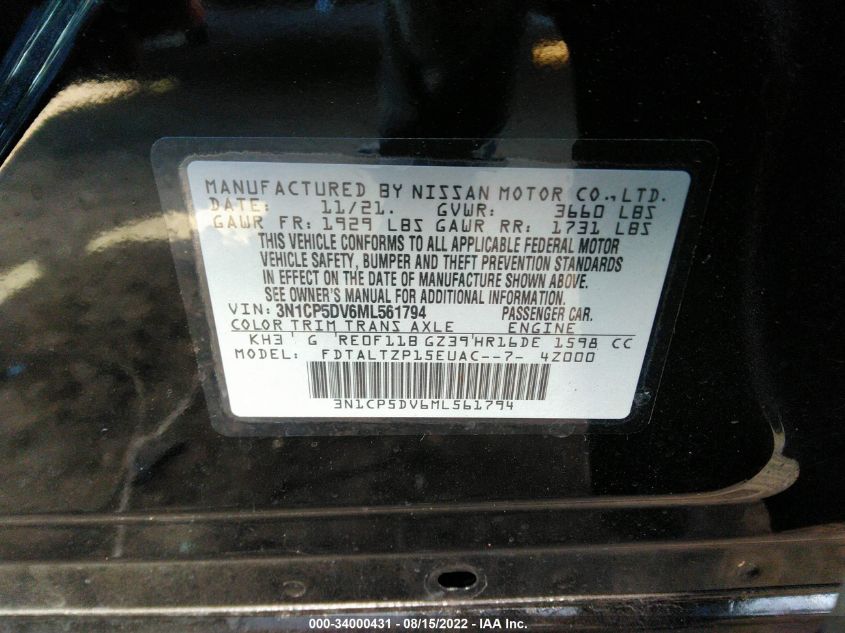 MANUFACTURED BY NISSAN MOTOR CO., LTD.
DATE: 11/21. GVWR: 3660 LBS
GAWR FR: 1929 LBS GAWR RR: 1731 LBS
THIS VEHICLE CONFORMS TO ALL APPLICABLE FEDERAL MOTOR
VEHICLE SAFETY, BUMPER AND THEFT PREVENTION STANDARDS
IN EFFECT ON THE DATE OF MANUFACTURE SHOWN ABOVE.
SEE OWNER'S MANUAL FOR ADDITIONAL INFORMATION.
VIN: 3N1CP5DV6ML561794 PASSENGER CAR.
COLOR TRIM TRANS AXLE ENGINE
KH3 G RE0F11B GZ39 HR16DE 1598 CC
MODEL: FDTALTZP15EUAC--7- 4Z000
3N1CP5DV6ML561794
000-34000431 - 08/15/2022 - IAA Inc.